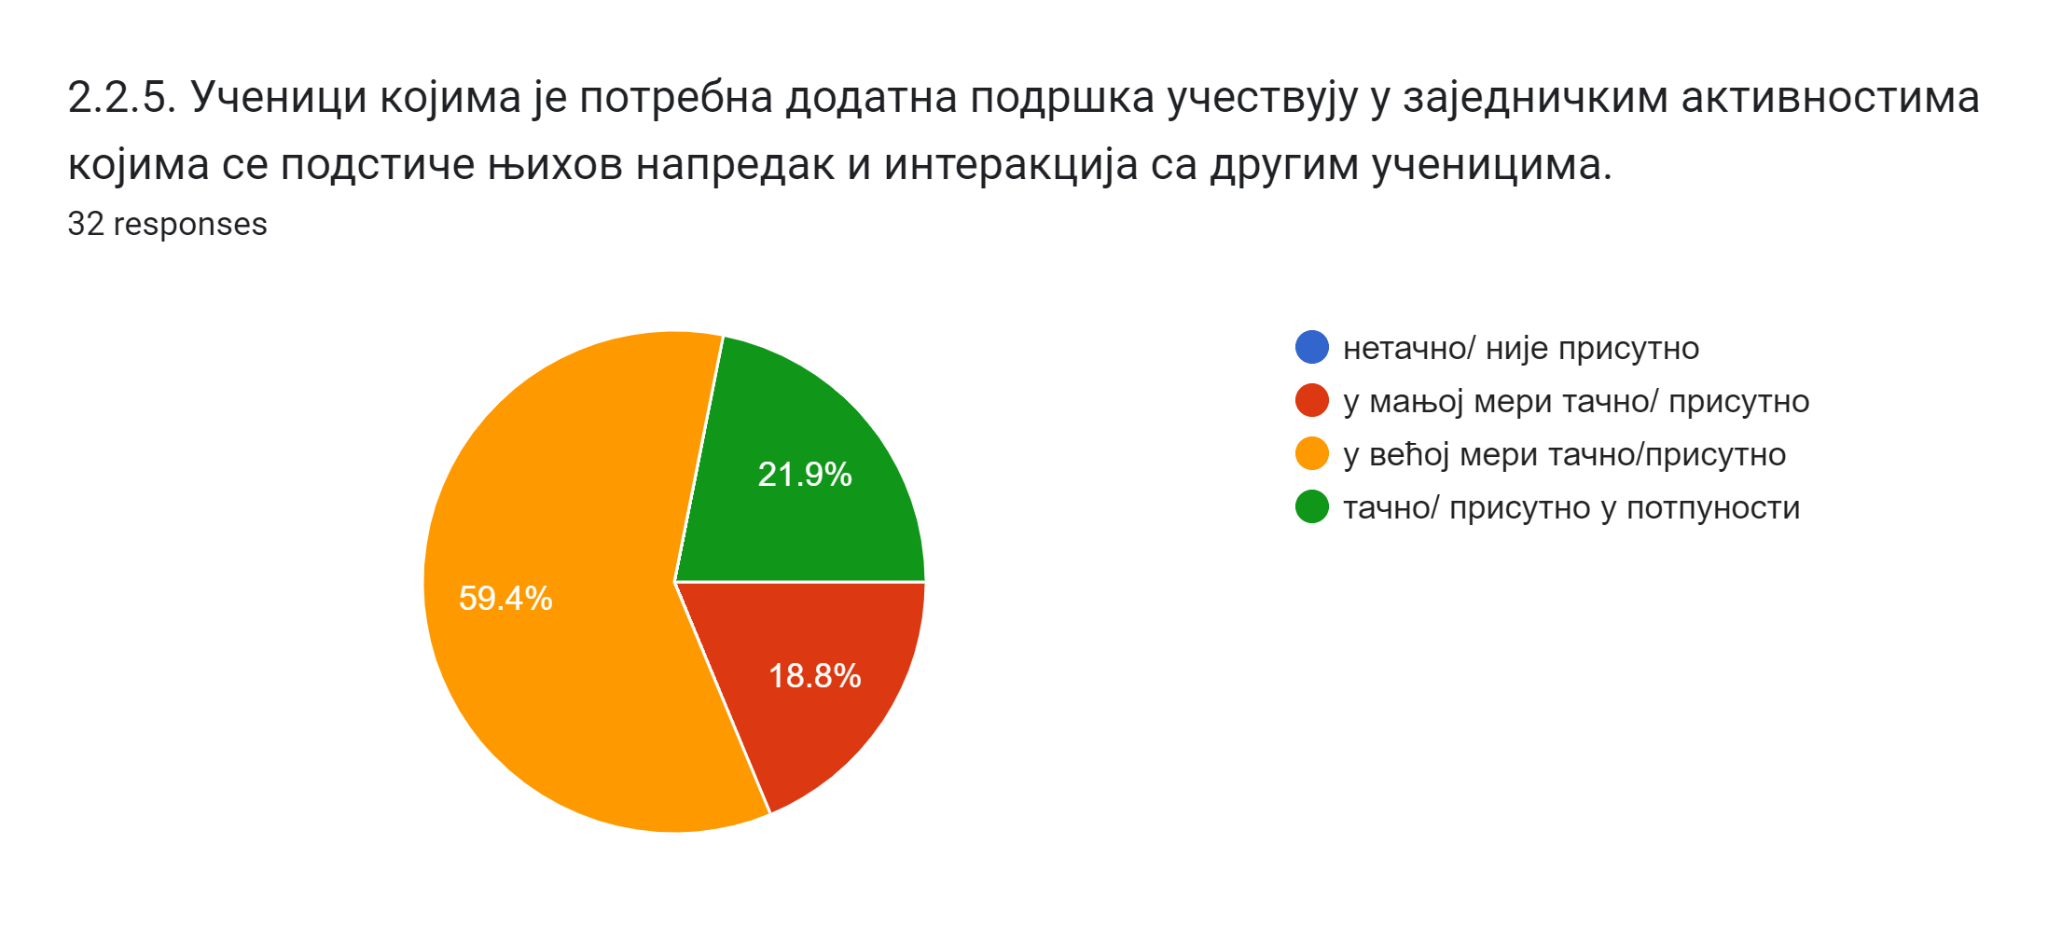 2.2.5. Ученици којима је потребна додатна подршка учествују у заједничким активностима
којима се подстиче њихов напредак и интеракција са другим ученицима.
32 responses
нетачно/ није присутно
у мањој мери тачно/ присутно
у већој мери тачно/присутно
тачно/ присутно у потпуности
21.9%
59.4%
18.8%